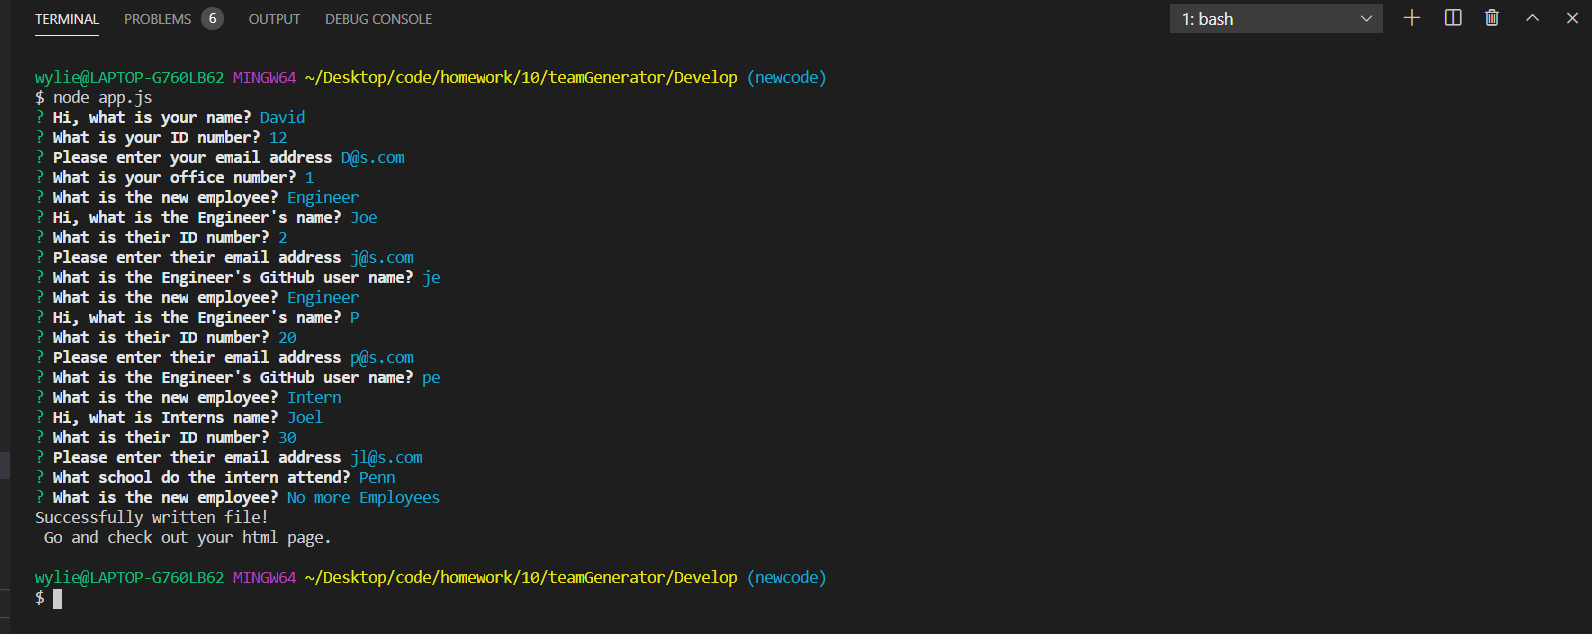 TERMINAL PROBLEMS 6 OUTPUT DEBUG CONSOLE 1: bash
wylie@LAPTOP-G760LB62 MINGW64 ~/Desktop/code/homework/10/teamGenerator/Develop (newcode)
$ node app.js
? Hi, what is your name? David
? What is your ID number? 12
? Please enter your email address D@s.com
? What is your office number? 1
? What is the new employee? Engineer
? Hi, what is the Engineer's name? Joe
? What is their ID number? 2
? Please enter their email address j@s.com
? What is the Engineer's GitHub user name? je
? What is the new employee? Engineer
? Hi, what is the Engineer's name? P
? What is their ID number? 20
? Please enter their email address p@s.com
? What is the Engineer's GitHub user name? pe
? What is the new employee? Intern
? Hi, what is Interns name? Joel
? What is their ID number? 30
? Please enter their email address jl@s.com
? What school do the intern attend? Penn
? What is the new employee? No more Employees
Successfully written file!
Go and check out your html page.
wylie@LAPTOP-G760LB62 MINGW64 ~/Desktop/code/homework/10/teamGenerator/Develop (newcode)
$